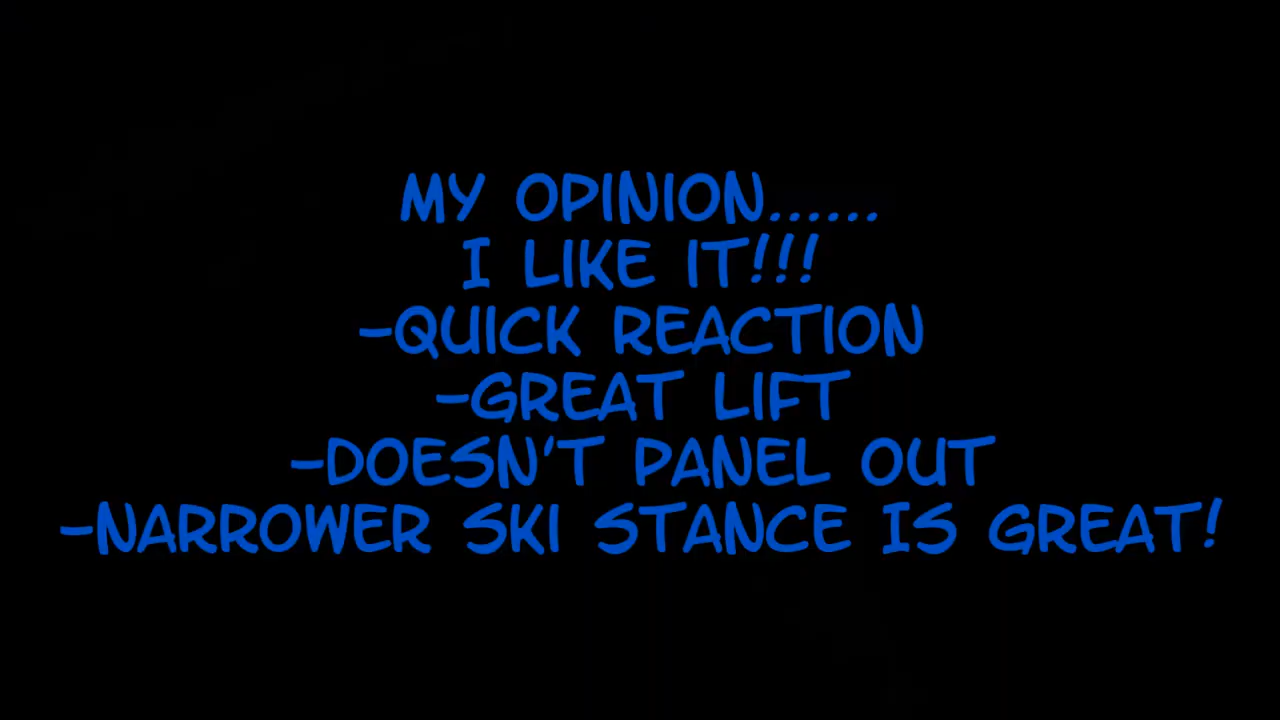 MY OPINION......
I LIKE IT!!!
-QUICK REACTION
-GREAT LIFT
-DOESN'T PANEL OUT
-NARROWER SKI STANCE IS GREAT!